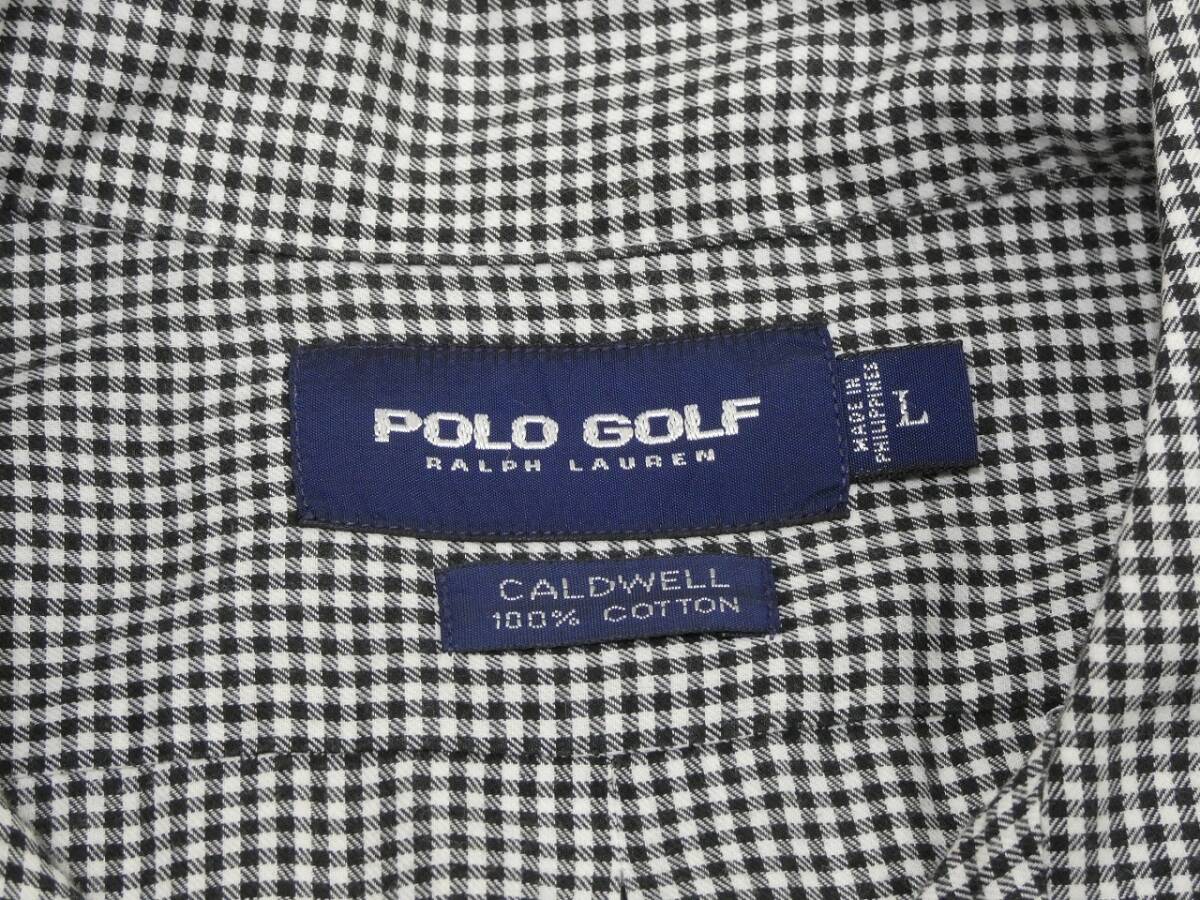 POLO GOLF
RALPH LAUREN
MADE IN
PHILIPPINES
L
CALDWELL
100% COTTON